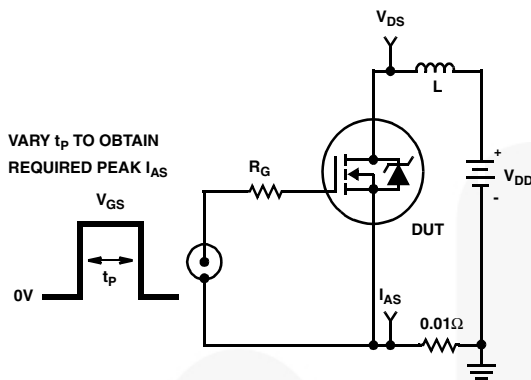 V_DS
L
VARY t_P TO OBTAIN
REQUIRED PEAK I_AS
R_G
+
V_DD
-
V_GS
DUT
t_P
0V
I_AS
0.01Ω